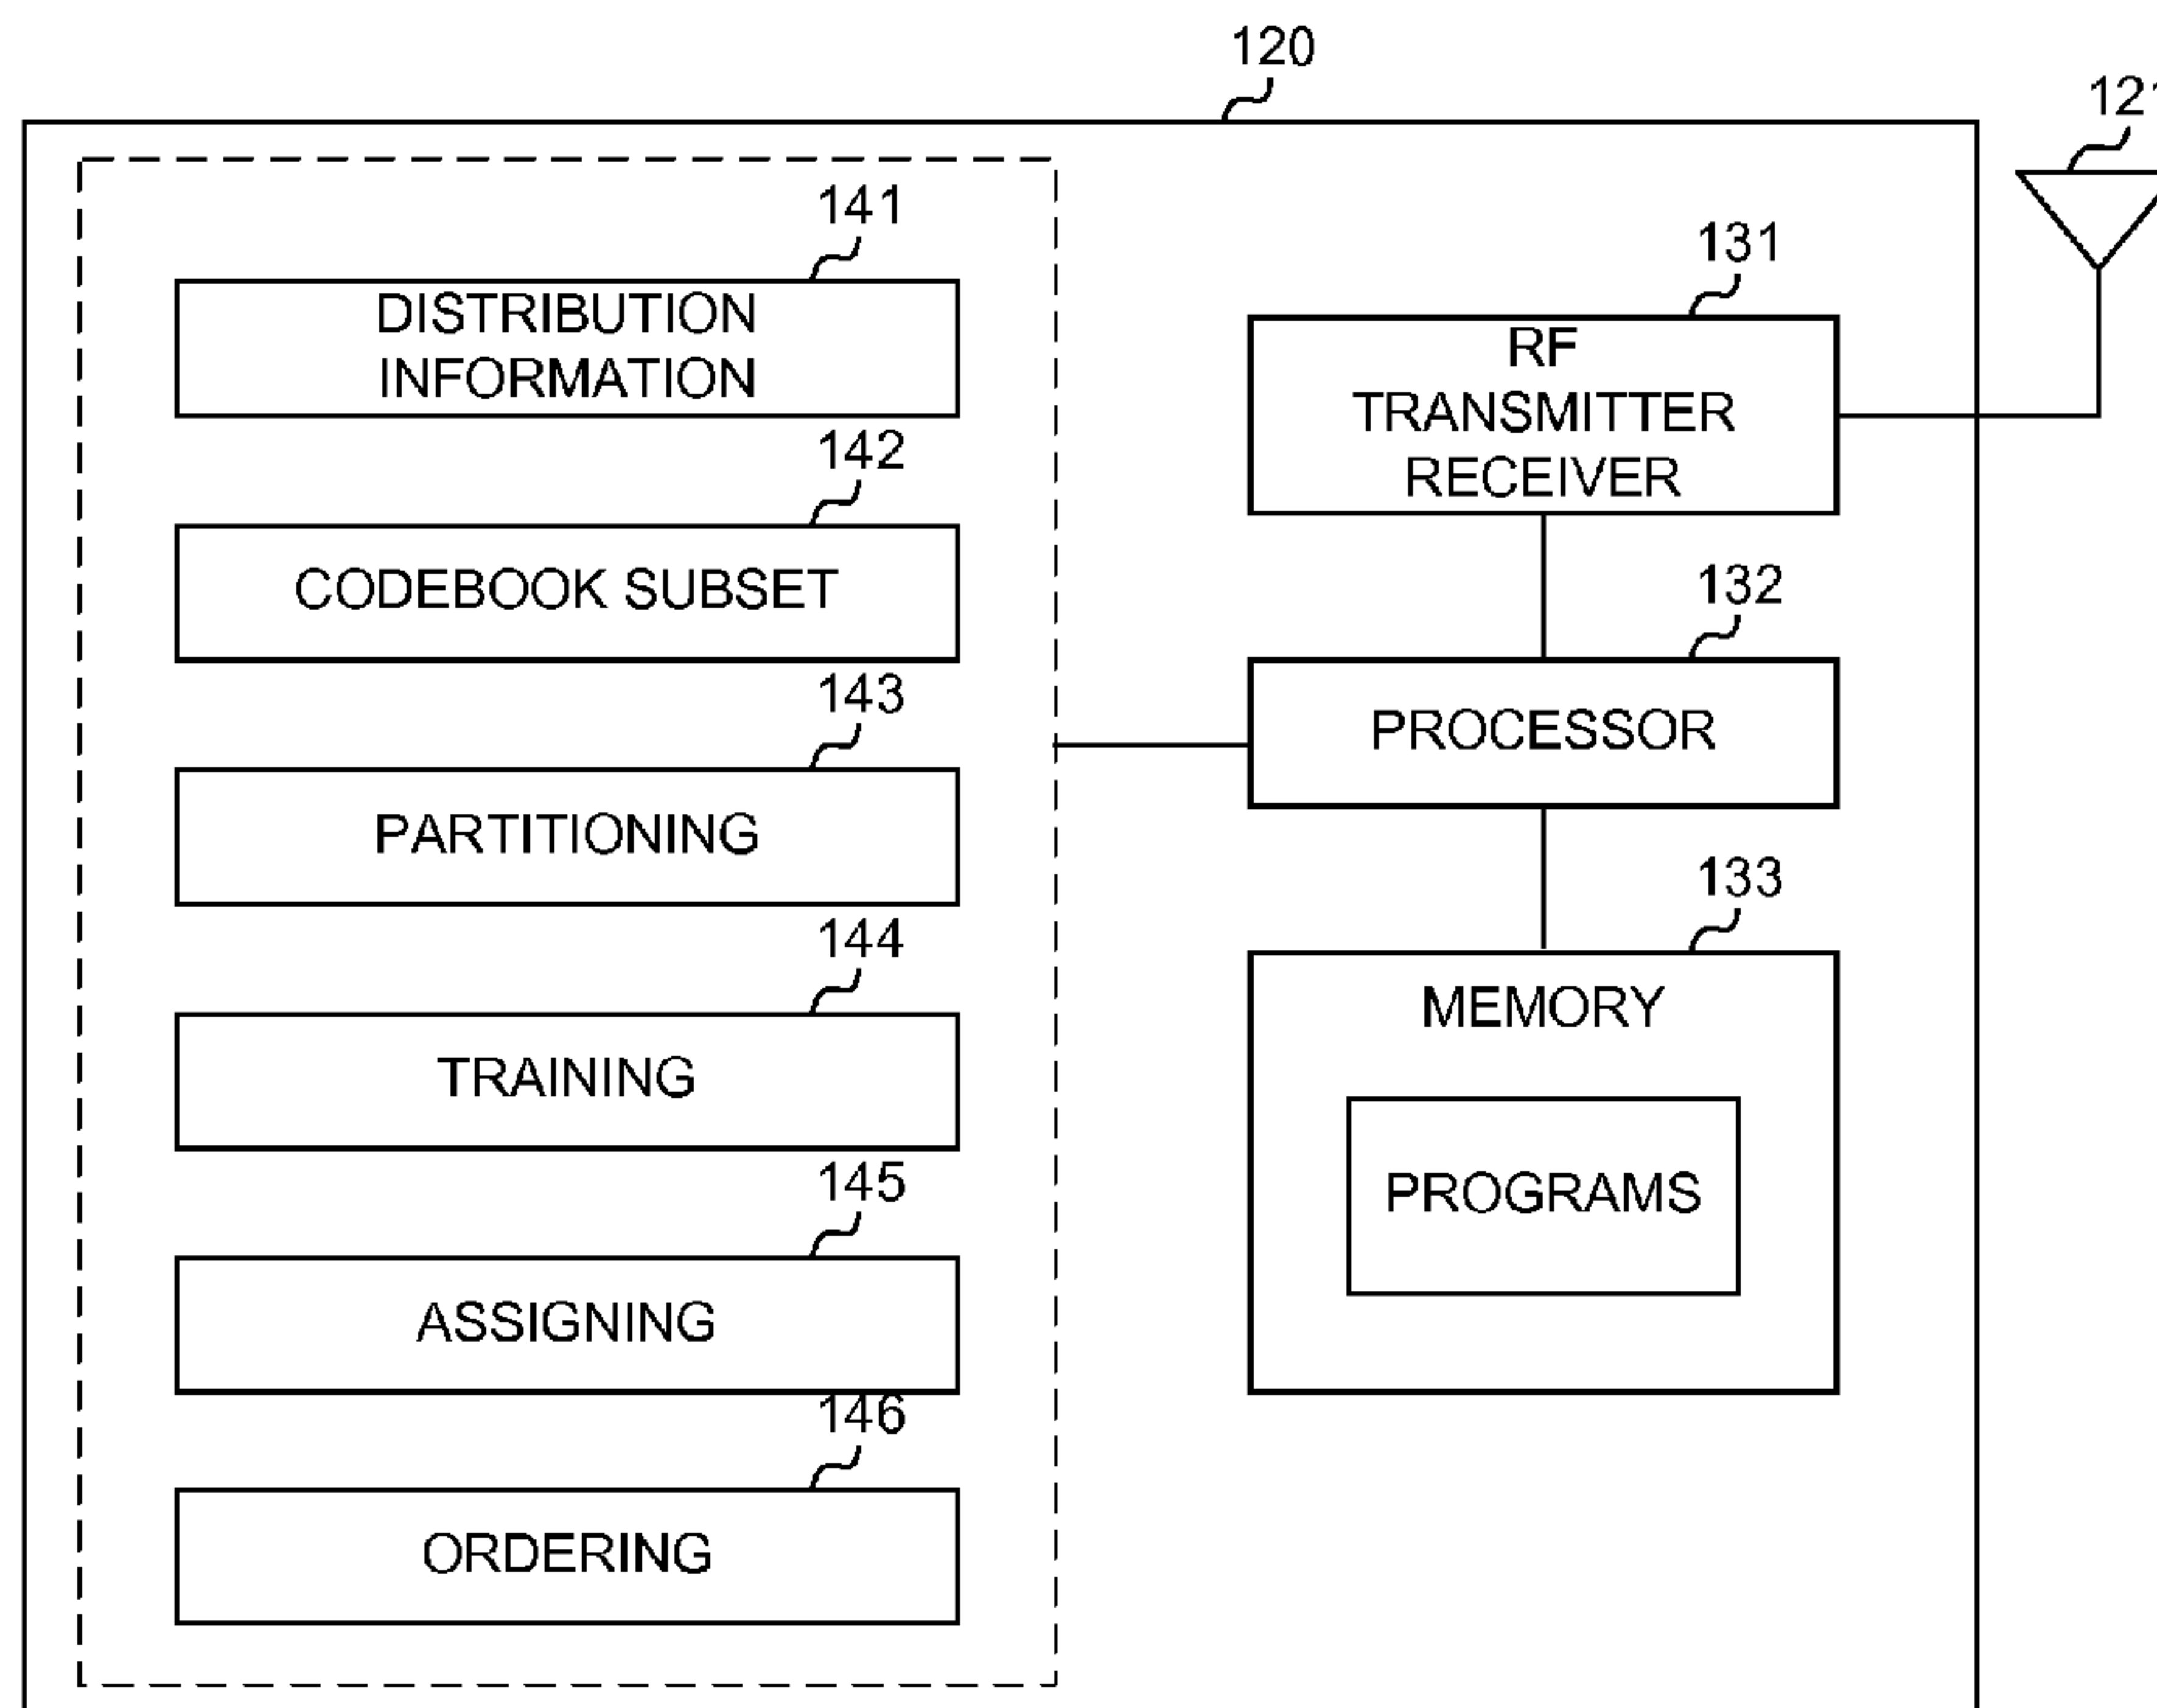 120
121
141
DISTRIBUTION
INFORMATION
142
CODEBOOK SUBSET
143
PARTITIONING
144
TRAINING
145
ASSIGNING
146
ORDERING
131
RF
TRANSMITTER
RECEIVER
132
PROCESSOR
133
MEMORY
PROGRAMS